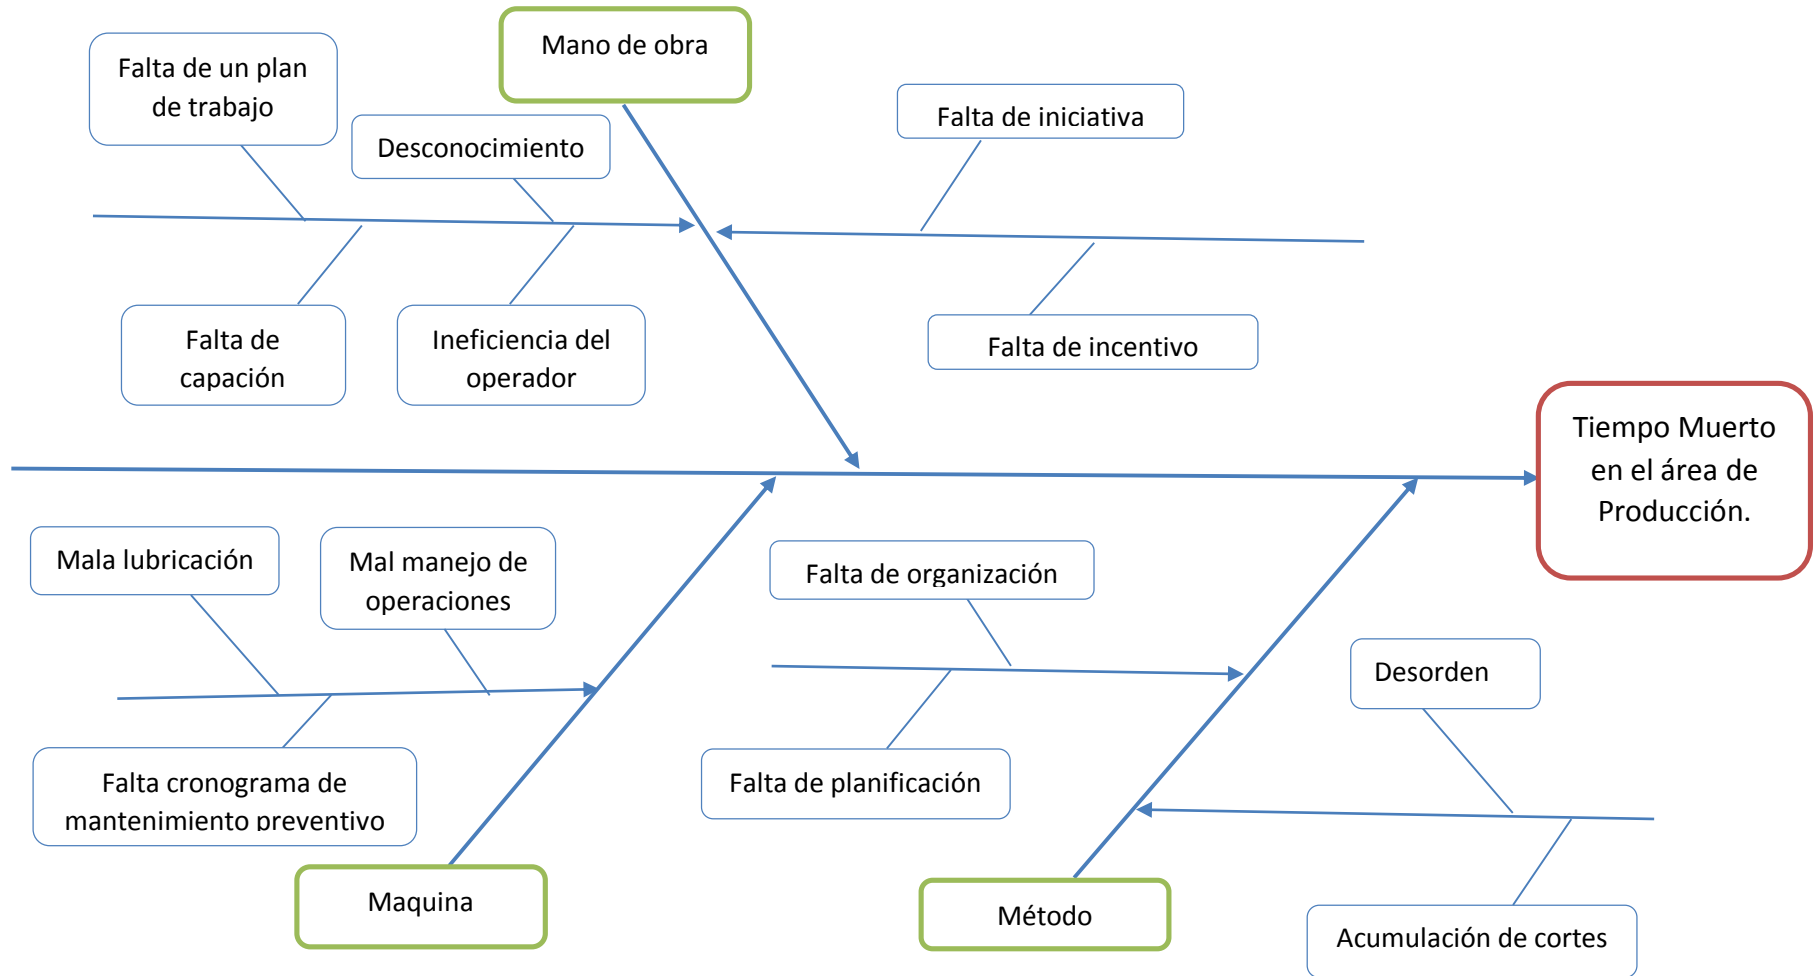 Mano de obra
Falta de un plan
de trabajo
Desconocimiento
Falta de iniciativa
Falta de
capación
Ineficiencia del
operador
Falta de incentivo
Tiempo Muerto
en el área de
Producción.
Mala lubricación
Mal manejo de
operaciones
Falta de organización
Desorden
Falta cronograma de
mantenimiento preventivo
Falta de planificación
Maquina
Método
Acumulación de cortes